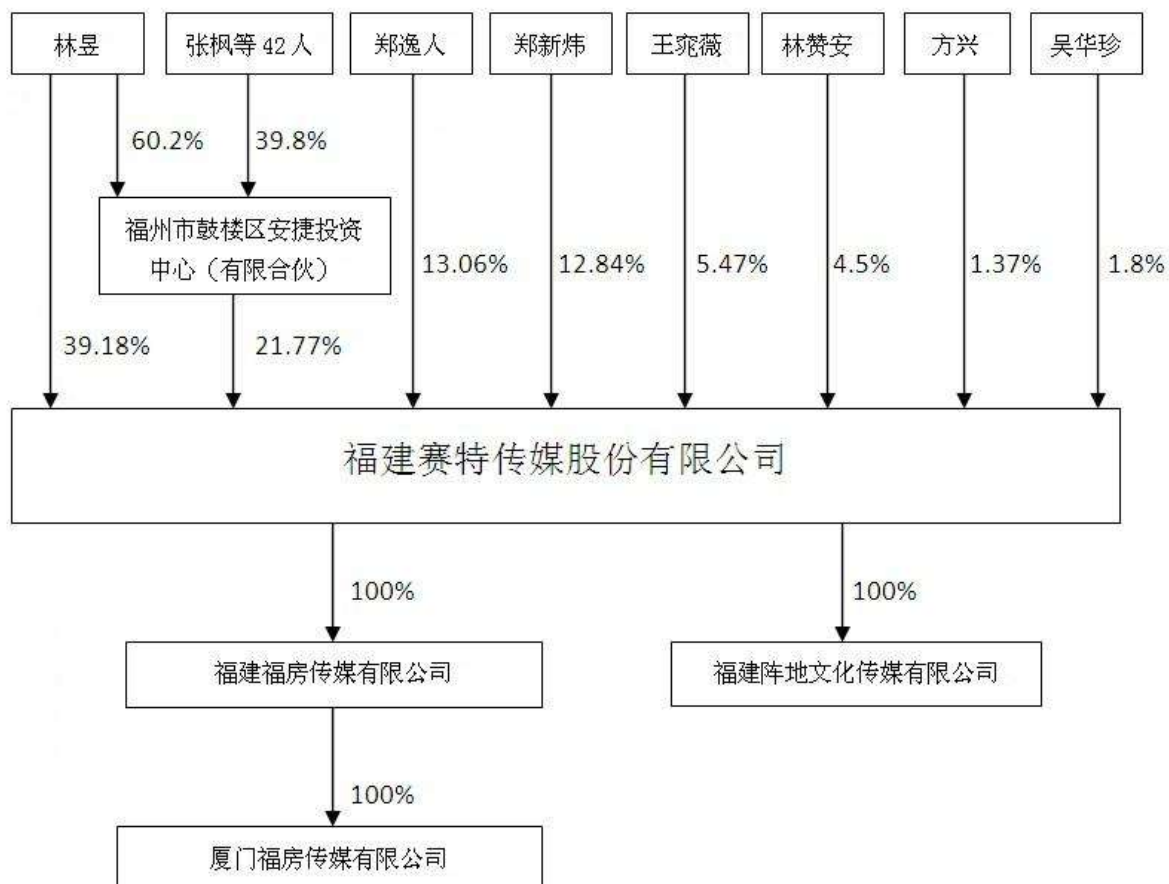 林昱
张枫等 42 人
郑逸人
郑新炜
王窕薇
林赞安
方兴
吴华珍
60.2%
39.8%
福州市鼓楼区安捷投资
中心（有限合伙）
13.06%
12.84%
5.47%
4.5%
1.37%
1.8%
39.18%
21.77%
福建赛特传媒股份有限公司
100%
100%
福建福房传媒有限公司
福建阵地文化传媒有限公司
100%
厦门福房传媒有限公司